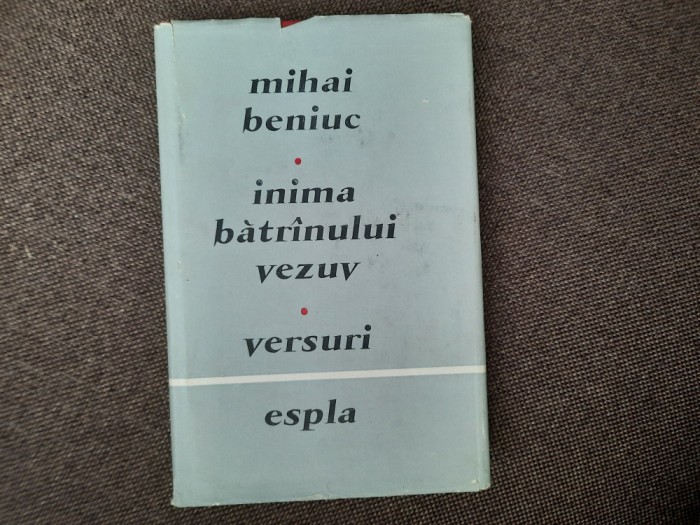 mihai
beniuc
inima
bàtrînului
vezuv
versuri
espla